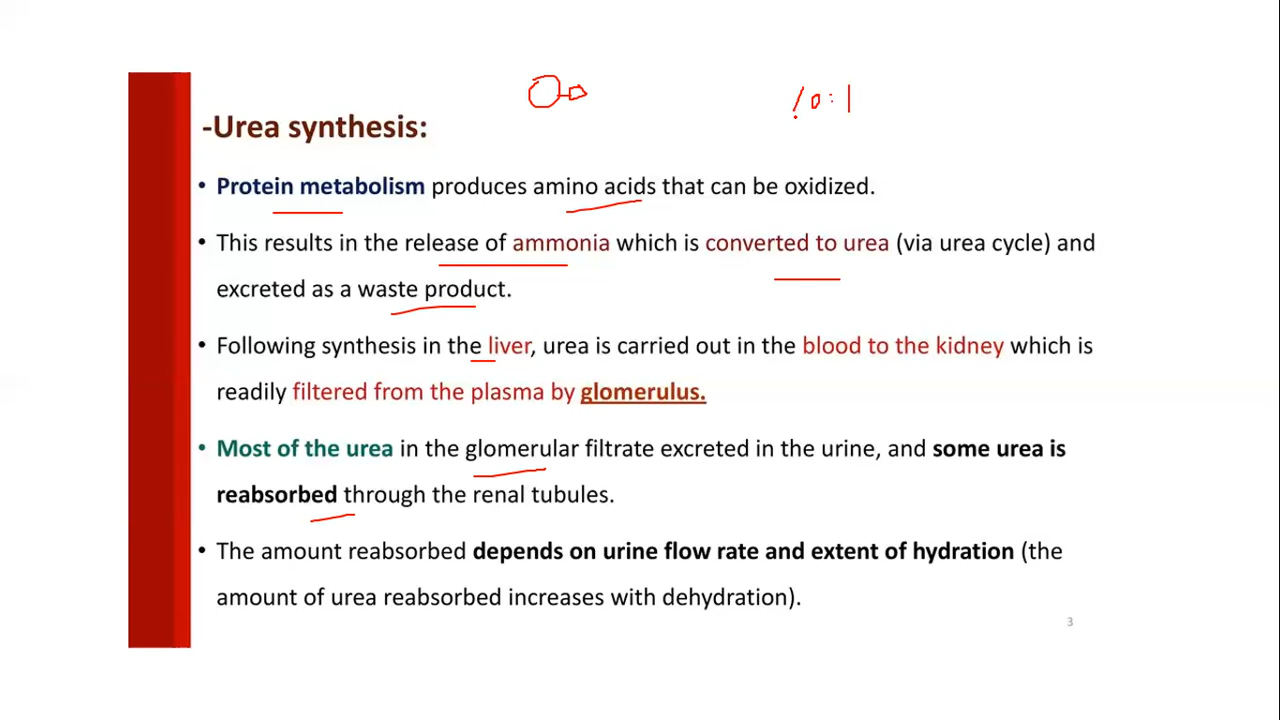 10:1
-Urea synthesis:
• Protein metabolism produces amino acids that can be oxidized.
• This results in the release of ammonia which is converted to urea (via urea cycle) and
excreted as a waste product.
• Following synthesis in the liver, urea is carried out in the blood to the kidney which is
readily filtered from the plasma by glomerulus.
• Most of the urea in the glomerular filtrate excreted in the urine, and some urea is
reabsorbed through the renal tubules.
• The amount reabsorbed depends on urine flow rate and extent of hydration (the
amount of urea reabsorbed increases with dehydration).
3